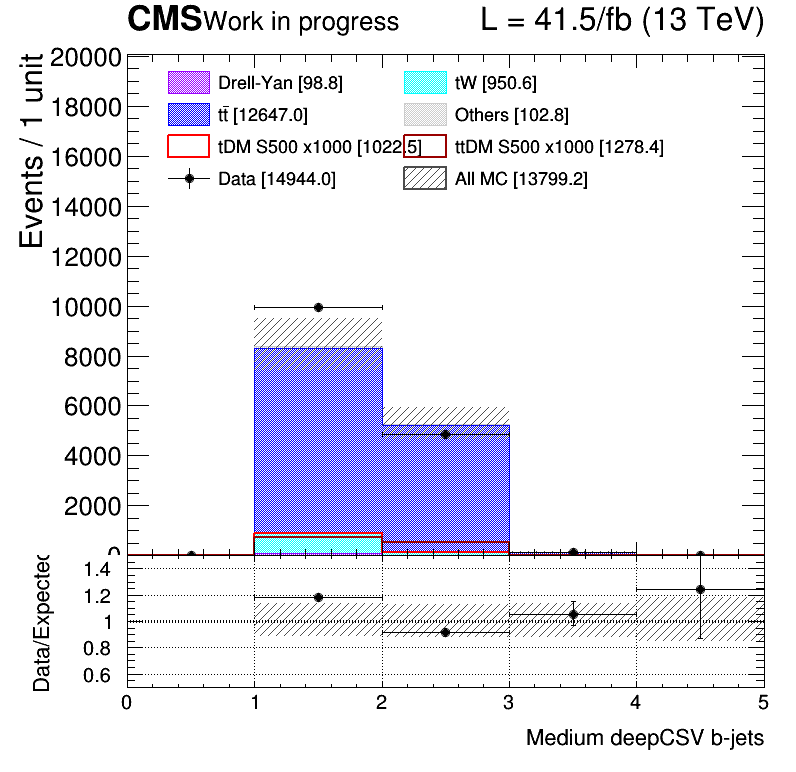 CMS Work in progress L = 41.5/fb (13 TeV)
Events / 1 unit
20000
18000
16000
14000
12000
10000
8000
6000
4000
2000
0
Drell-Yan [98.8] tW [950.6]
tt̄ [12647.0] Others [102.8]
tDM S500 x1000 [1022.5] ttDM S500 x1000 [1278.4]
Data [14944.0] All MC [13799.2]
Data/Expected
1.4
1.2
1
0.8
0.6
0 1 2 3 4 5
Medium deepCSV b-jets